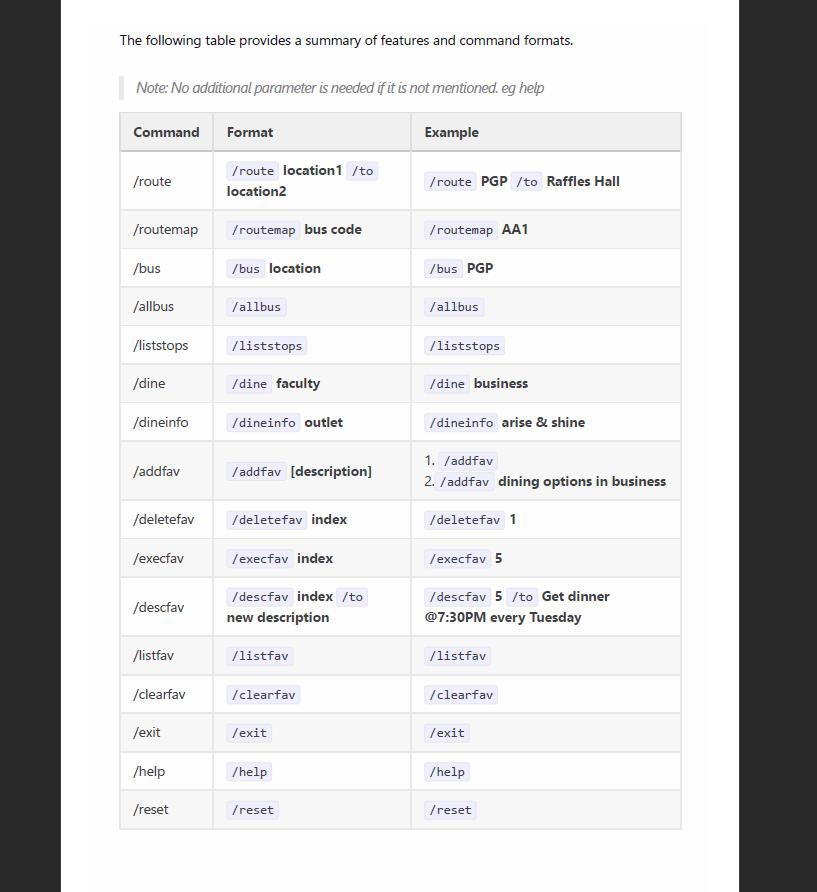 The following table provides a summary of features and command formats.
Note: No additional parameter is needed if it is not mentioned. eg help
Command Format Example
/route /route location1 /to location2 /route PGP /to Raffles Hall
/routemap /routemap bus code /routemap AA1
/bus /bus location /bus PGP
/allbus /allbus /allbus
/liststops /liststops /liststops
/dine /dine faculty /dine business
/dineinfo /dineinfo outlet /dineinfo arise & shine
/addfav /addfav [description] 1. /addfav
2. /addfav dining options in business
/deletefav /deletefav index /deletefav 1
/execfav /execfav index /execfav 5
/descfav /descfav index /to new description /descfav 5 /to Get dinner @7:30PM every Tuesday
/listfav /listfav /listfav
/clearfav /clearfav /clearfav
/exit /exit /exit
/help /help /help
/reset /reset /reset